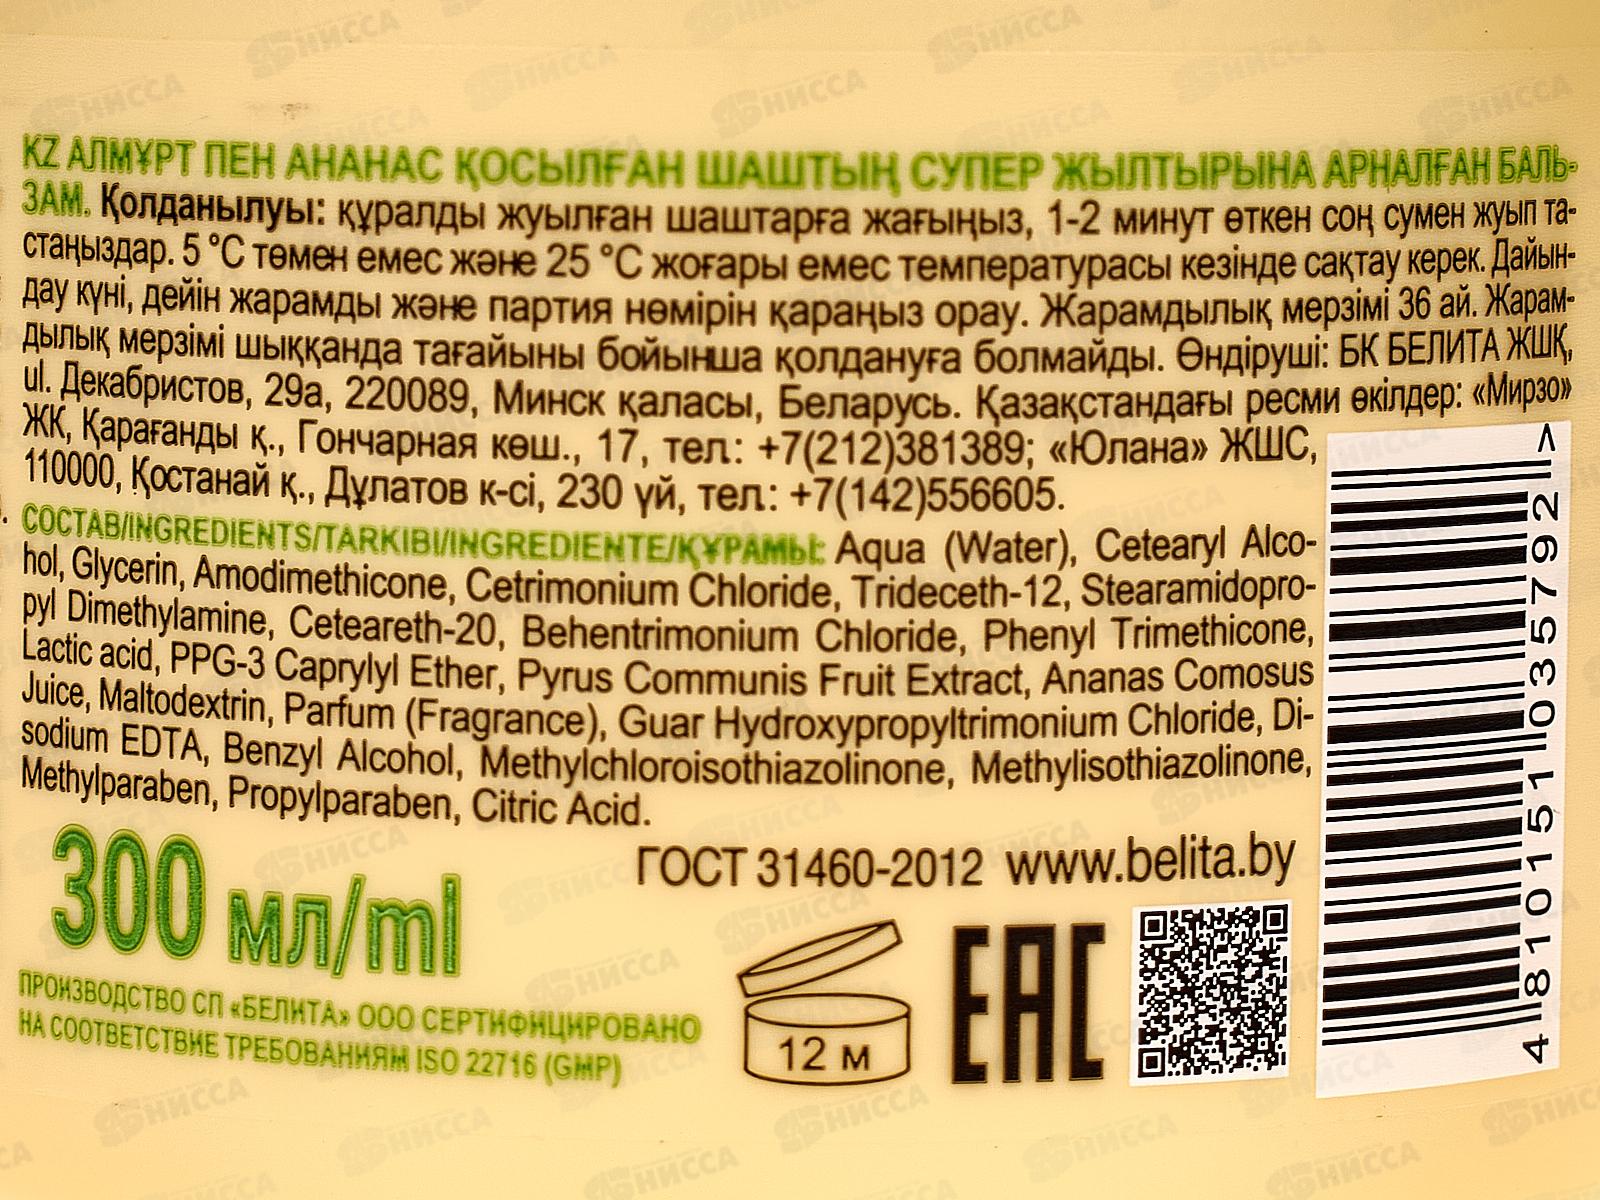 KZ АЛМҰРТ ПЕН АНАНАС ҚОСЫЛҒАН ШАШТЫҢ СУПЕР ЖЫЛТЫРЫНА АРНАЛҒАН БАЛЬ-
ЗАМ. Қолданылуы: құралды жуылған шаштарға жағыңыз, 1-2 минут өткен соң сумен жуып та-
стаңыздар. 5 °C төмен емес және 25 °C жоғары емес температурасы кезінде сақтау керек. Дайын-
дау күні, дейін жарамды және партия нөмірін қараңыз орау. Жарамдылық мерзімі 36 ай. Жарам-
дылық мерзімі шыққанда тағайыны бойынша қолдануға болмайды. Өндіруші: БК БЕЛИТА ЖШҚ,
ul. Декабристов, 29а, 220089, Минск қаласы, Беларусь. Қазақстандағы ресми өкілдер: «Мирзо»
ЖК, Қарағанды қ., Гончарная көш., 17, тел.: +7(212)381389; «Юлана» ЖШС,
110000, Қостанай қ., Дұлатов к-сі, 230 үй, тел.: +7(142)556605.
СОСТАВ/INGREDIENTS/TARKIBI/INGREDIENTE/ҚҰРАМЫ: Aqua (Water), Cetearyl Alco-
hol, Glycerin, Amodimethicone, Cetrimonium Chloride, Trideceth-12, Stearamidopro-
pyl Dimethylamine, Ceteareth-20, Behentrimonium Chloride, Phenyl Trimethicone,
Lactic acid, PPG-3 Caprylyl Ether, Pyrus Communis Fruit Extract, Ananas Comosus
Juice, Maltodextrin, Parfum (Fragrance), Guar Hydroxypropyltrimonium Chloride, Di-
sodium EDTA, Benzyl Alcohol, Methylchloroisothiazolinone, Methylisothiazolinone,
Methylparaben, Propylparaben, Citric Acid.
300 мл/ml
ГОСТ 31460-2012 www.belita.by
ПРОИЗВОДСТВО СП «БЕЛИТА» ООО СЕРТИФИЦИРОВАНО
НА СООТВЕТСТВИЕ ТРЕБОВАНИЯМ ISO 22716 (GMP)
12 м
EAC
4 810151 035792 >
ЯБНИССА